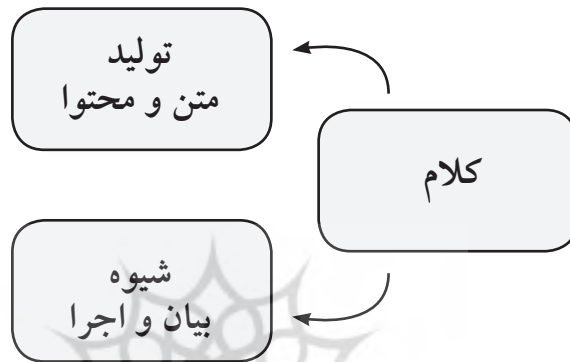 کلام
تولید
متن و محتوا
شیوه
بیان و اجرا